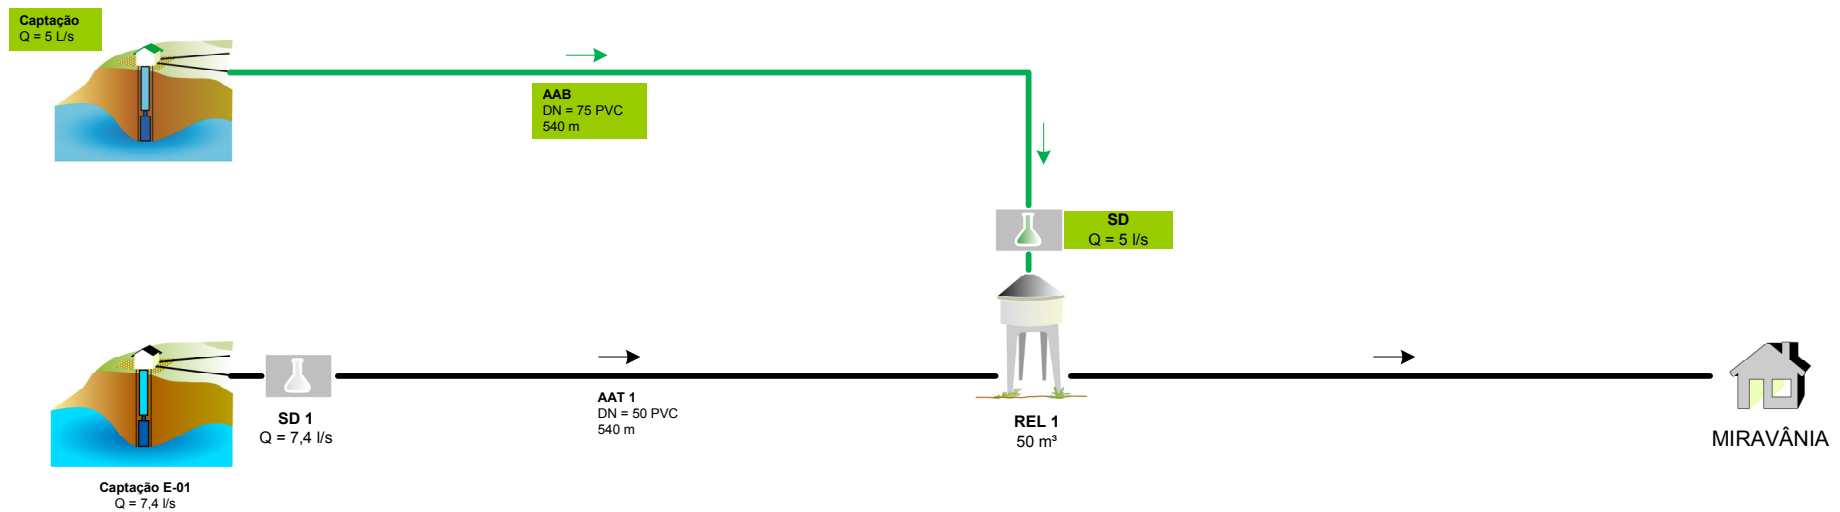 Captação
Q = 5 L/s
AAB
DN = 75 PVC
540 m
SD
Q = 5 l/s
AAT 1
DN = 50 PVC
540 m
SD 1
Q = 7,4 l/s
REL 1
50 m³
MIRAVÂNIA
Captação E-01
Q = 7,4 l/s